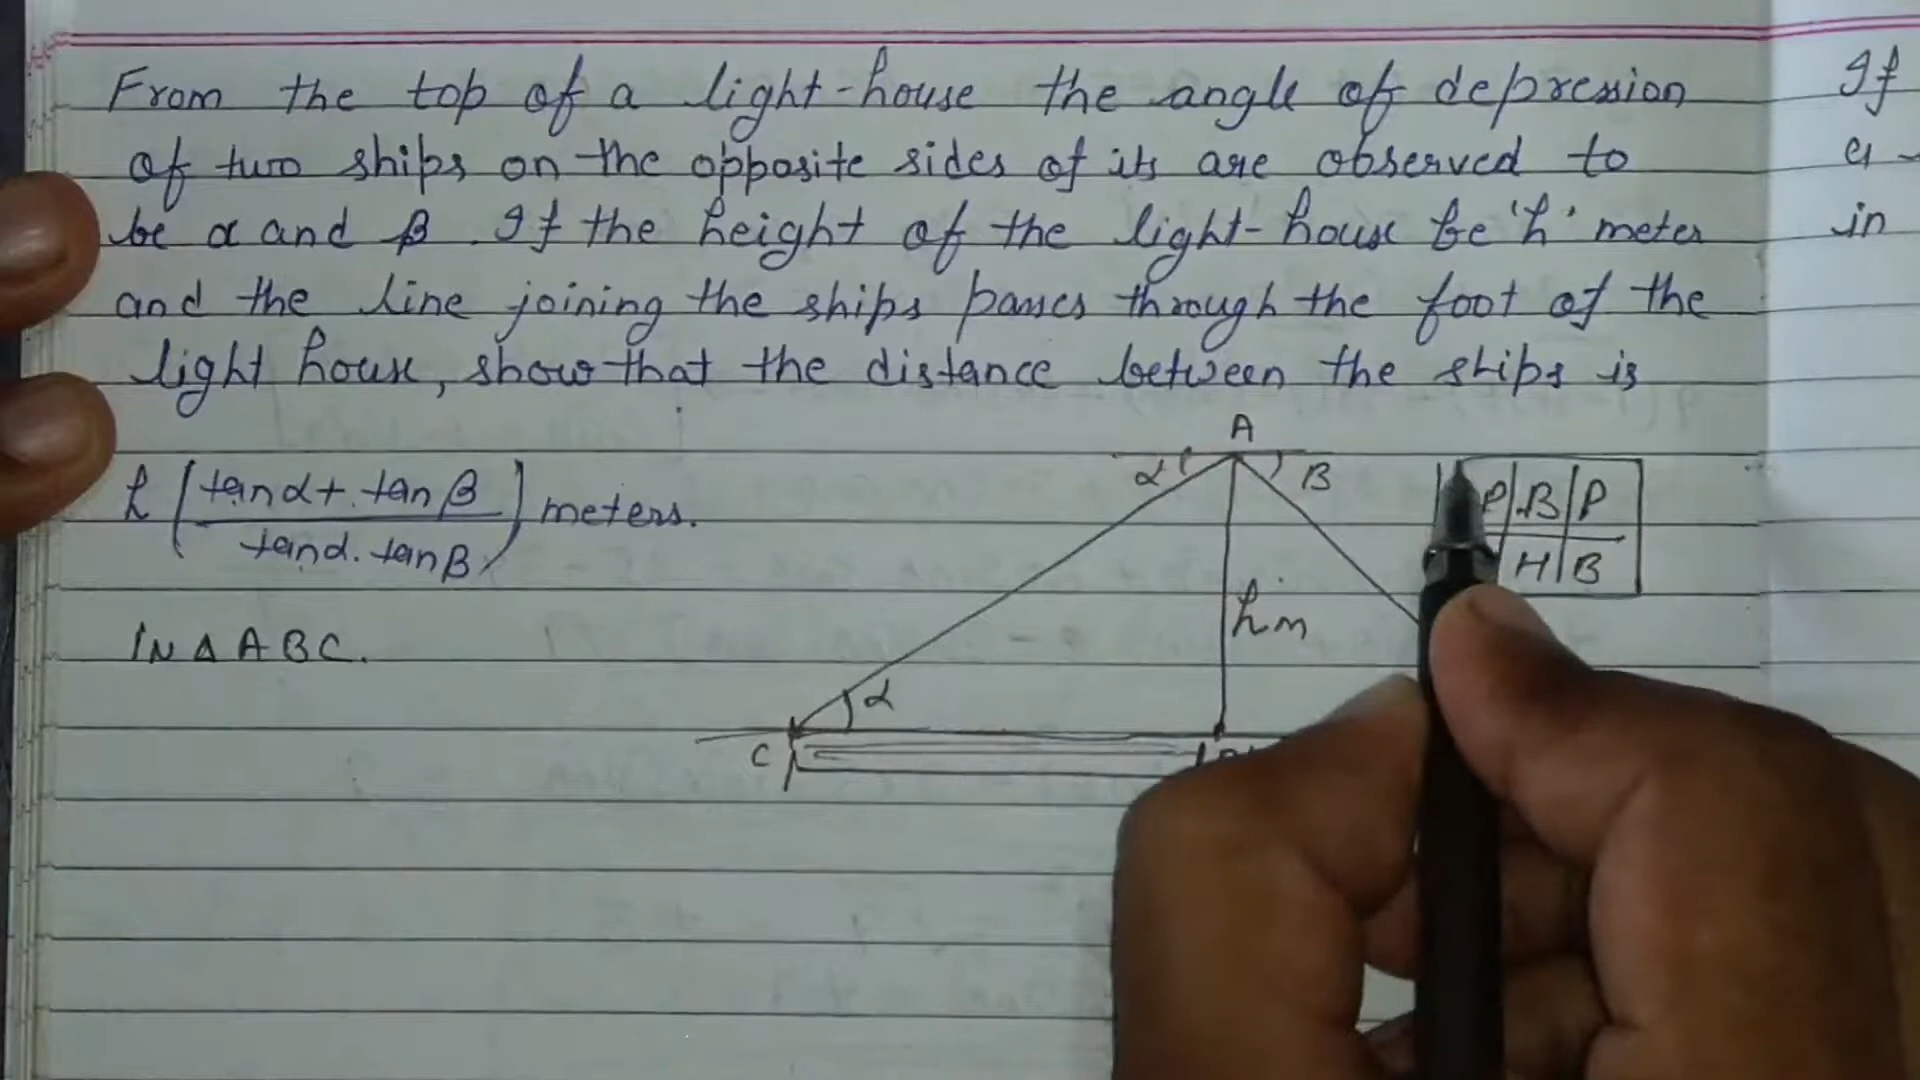 From the top of a light-house the angle of depression
of two ships on the opposite sides of its are observed to
be α and β. If the height of the light-house be 'h' meter
and the line joining the ships passes through the foot of the
light house, show that the distance between the ships is
h (tanα + tanβ / tanα. tanβ) meters.
IN Δ ABC.
A
α B
P B P
H B
hm
α
C
If
in